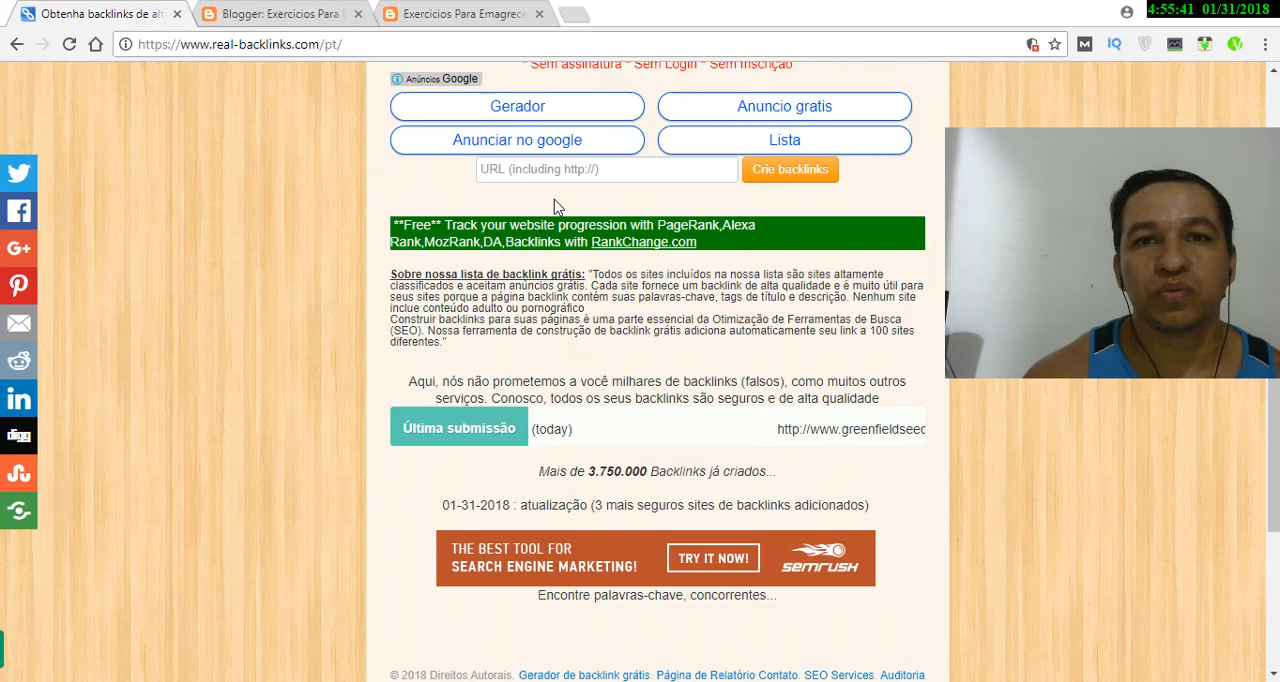 4:55:41 01/31/2018
Obtenha backlinks de al
Blogger: Exercicios Para E
Exercicios Para Emagrece
https://www.real-backlinks.com/pt/
* Sem assinatura * Sem Login * Sem Inscrição
Anúncios Google
Gerador
Anuncio gratis
Anunciar no google
Lista
URL (including http://)
Crie backlinks
**Free** Track your website progression with PageRank,Alexa
Rank,MozRank,DA,Backlinks with RankChange.com
Sobre nossa lista de backlink grátis: "Todos os sites incluídos na nossa lista são sites altamente
classificados e aceitam anúncios grátis. Cada site fornece um backlink de alta qualidade e é muito útil para
seus sites porque a página backlink contém suas palavras-chave, tags de título e descrição. Nenhum site
inclue conteúdo adulto ou pornográfico
Construir backlinks para suas páginas é uma parte essencial da Otimização de Ferramentas de Busca
(SEO). Nossa ferramenta de construção de backlink grátis adiciona automaticamente seu link a 100 sites
diferentes."
Aqui, nós não prometemos a você milhares de backlinks (falsos), como muitos outros
serviços. Conosco, todos os seus backlinks são seguros e de alta qualidade
Última submissão (today) http://www.greenfieldseec
Mais de 3.750.000 Backlinks já criados...
01-31-2018 : atualização (3 mais seguros sites de backlinks adicionados)
THE BEST TOOL FOR
SEARCH ENGINE MARKETING!
TRY IT NOW!
SEMRUSH
Encontre palavras-chave, concorrentes...
© 2018 Direitos Autorais. Gerador de backlink grátis. Página de Relatório Contato. SEO Services. Auditoria
digg